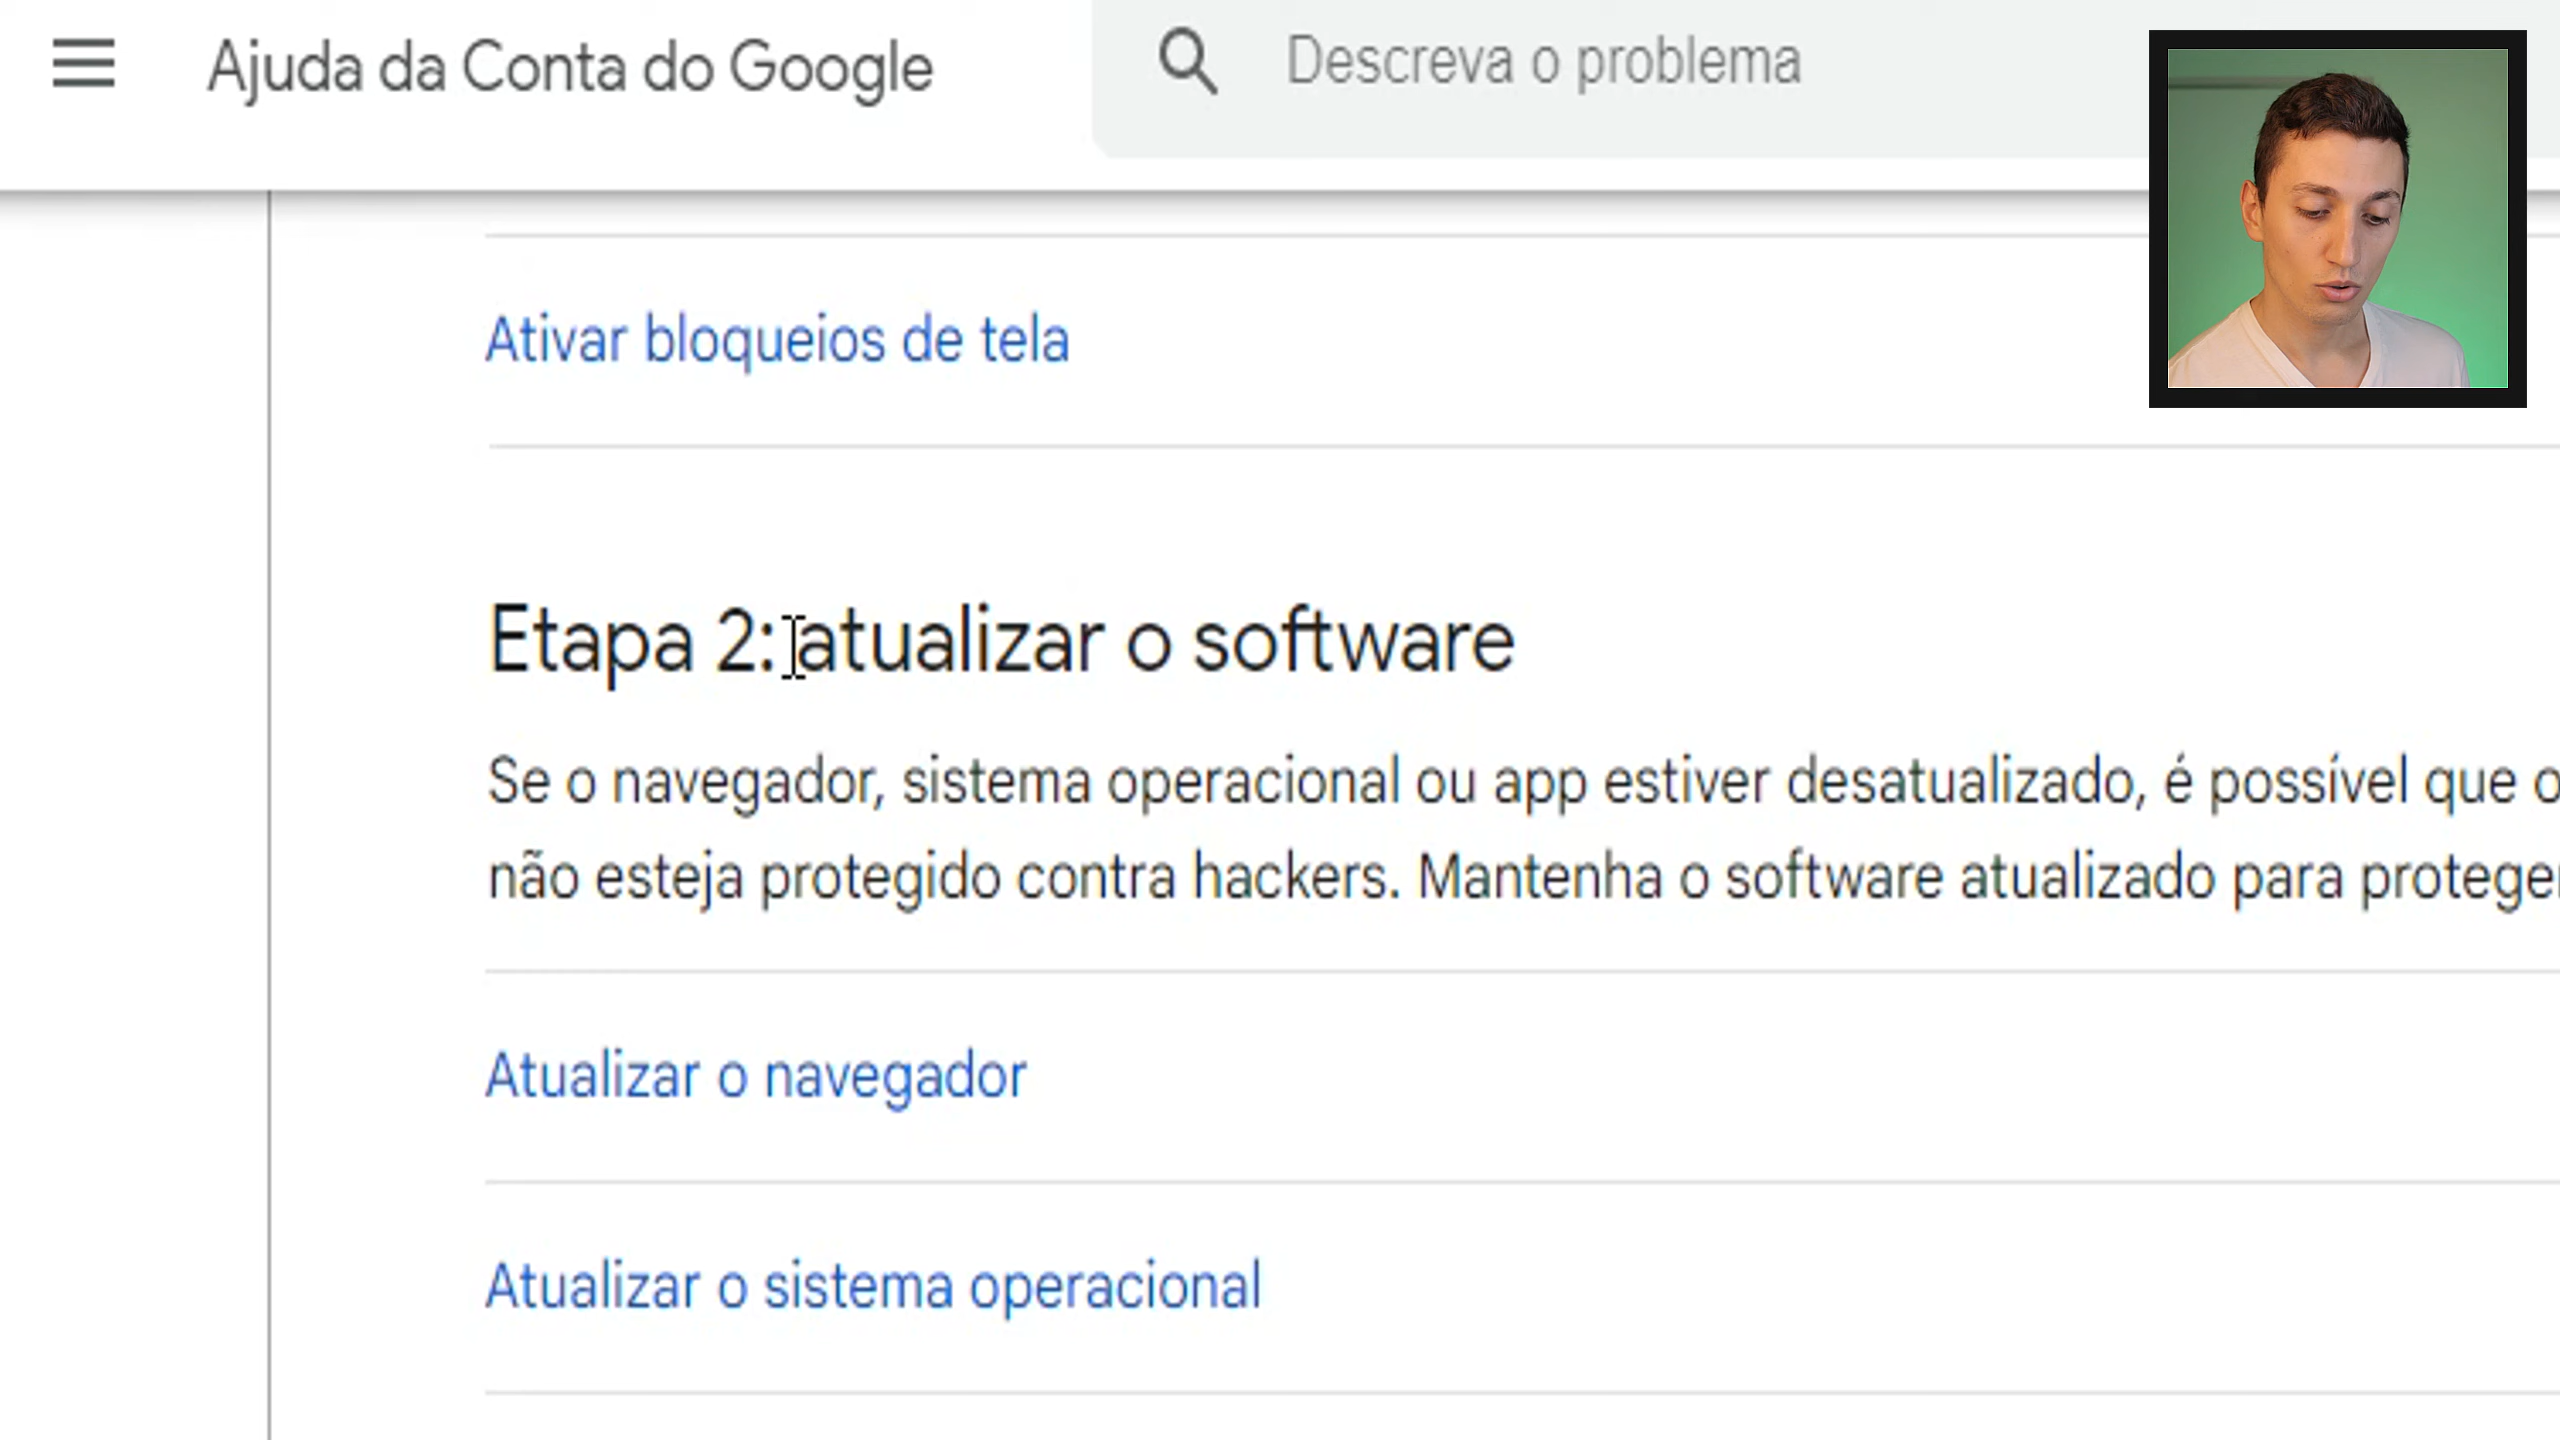 Ajuda da Conta do Google
Descreva o problema
Ativar bloqueios de tela
Etapa 2: atualizar o software
Se o navegador, sistema operacional ou app estiver desatualizado, é possível que o
não esteja protegido contra hackers. Mantenha o software atualizado para proteger
Atualizar o navegador
Atualizar o sistema operacional